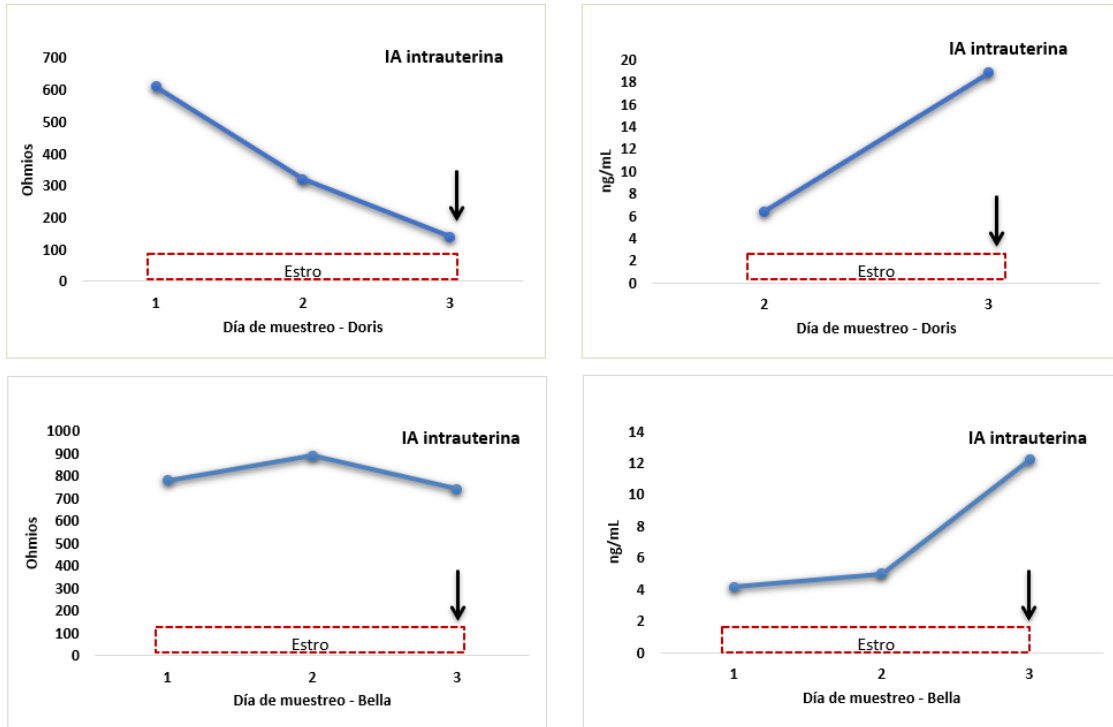 IA intrauterina
700
600
500
400
300
200
100
0
Ohmios
Estro
1 2 3
Día de muestreo - Doris
IA intrauterina
20
18
16
14
12
10
8
6
4
2
0
ng/mL
Estro
2 3
Día de muestreo - Doris
IA intrauterina
1000
900
800
700
600
500
400
300
200
100
0
Ohmios
Estro
1 2 3
Día de muestreo - Bella
IA intrauterina
14
12
10
8
6
4
2
0
ng/mL
Estro
1 2 3
Día de muestreo - Bella